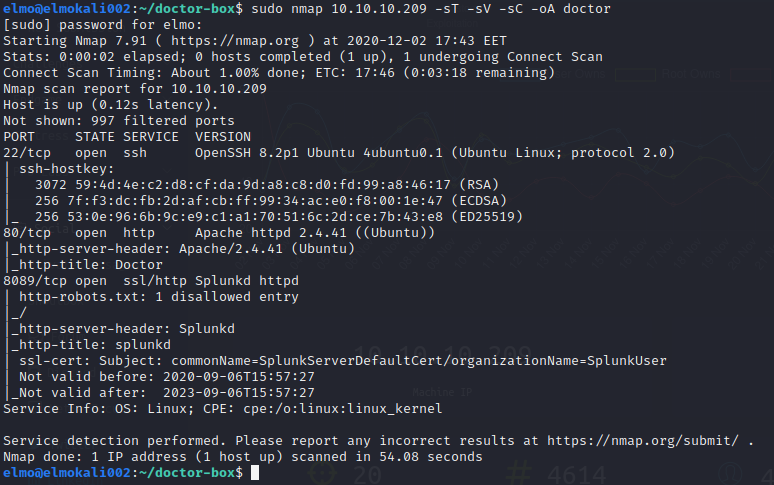 elmo@elmokali002:~/doctor-box$ sudo nmap 10.10.10.209 -sT -sV -sC -oA doctor
[sudo] password for elmo:
Starting Nmap 7.91 ( https://nmap.org ) at 2020-12-02 17:43 EET
Stats: 0:00:02 elapsed; 0 hosts completed (1 up), 1 undergoing Connect Scan
Connect Scan Timing: About 1.00% done; ETC: 17:46 (0:03:18 remaining)
Nmap scan report for 10.10.10.209
Host is up (0.12s latency).
Not shown: 997 filtered ports
PORT     STATE SERVICE  VERSION
22/tcp   open  ssh      OpenSSH 8.2p1 Ubuntu 4ubuntu0.1 (Ubuntu Linux; protocol 2.0)
| ssh-hostkey:
|   3072 59:4d:4e:c2:d8:cf:da:9d:a8:c8:d0:fd:99:a8:46:17 (RSA)
|   256 7f:f3:dc:fb:2d:af:cb:ff:99:34:ac:e0:f8:00:1e:47 (ECDSA)
|_  256 53:0e:96:6b:9c:e9:c1:a1:70:51:6c:2d:ce:7b:43:e8 (ED25519)
80/tcp   open  http     Apache httpd 2.4.41 ((Ubuntu))
|_http-server-header: Apache/2.4.41 (Ubuntu)
|_http-title: Doctor
8089/tcp open  ssl/http Splunkd httpd
| http-robots.txt: 1 disallowed entry
|_/
|_http-server-header: Splunkd
|_http-title: splunkd
| ssl-cert: Subject: commonName=SplunkServerDefaultCert/organizationName=SplunkUser
| Not valid before: 2020-09-06T15:57:27
|_Not valid after:  2023-09-06T15:57:27
Service Info: OS: Linux; CPE: cpe:/o:linux:linux_kernel

Service detection performed. Please report any incorrect results at https://nmap.org/submit/ .
Nmap done: 1 IP address (1 host up) scanned in 54.08 seconds
elmo@elmokali002:~/doctor-box$
10.10.10.209
20
# 4614